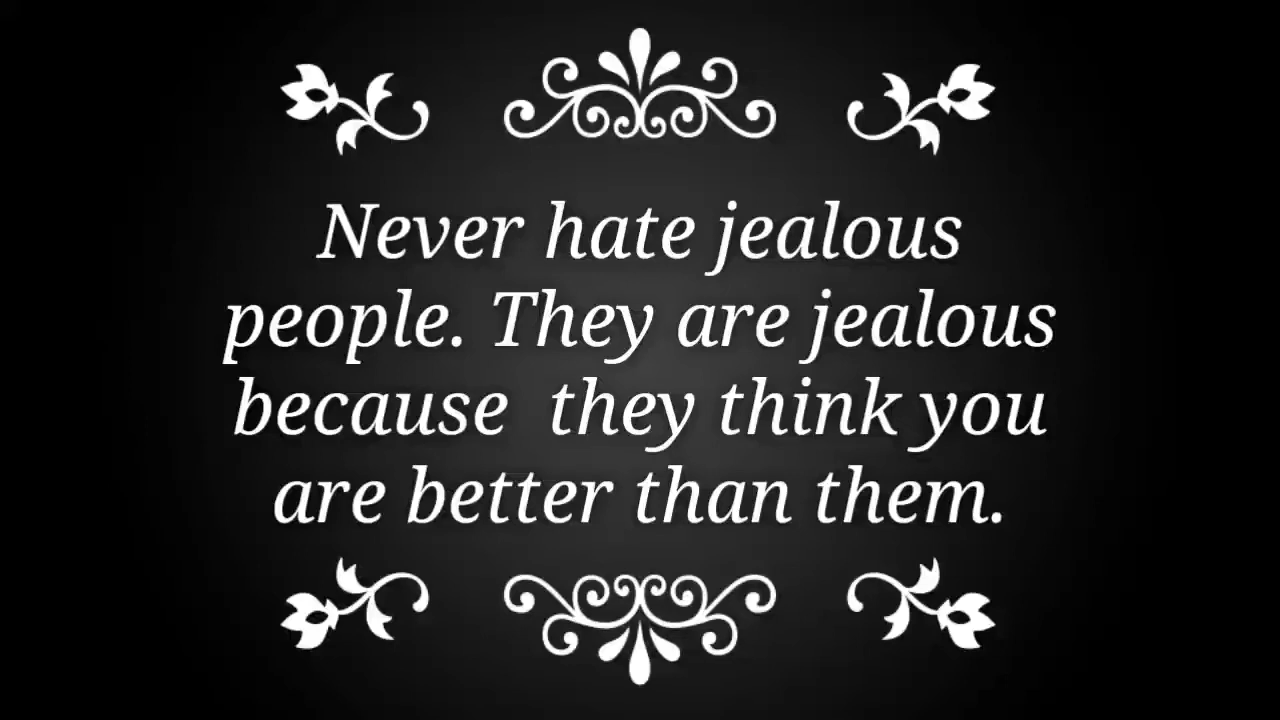 Never hate jealous
people. They are jealous
because  they think you
are better than them.